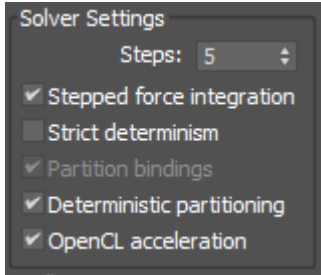 Solver Settings
Steps: 5
Stepped force integration
Strict determinism
Partition bindings
Deterministic partitioning
OpenCL acceleration